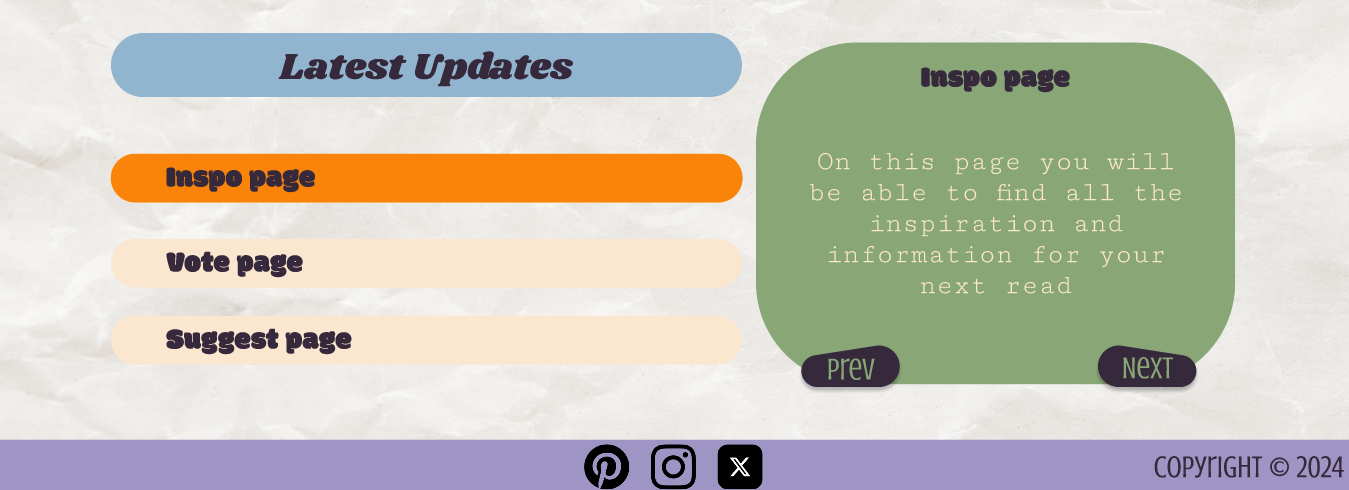 Latest Updates
Inspo page
Vote page
Suggest page
Inspo page
On this page you will
be able to find all the
inspiration and
information for your
next read
Prev
Next
Copyright © 2024